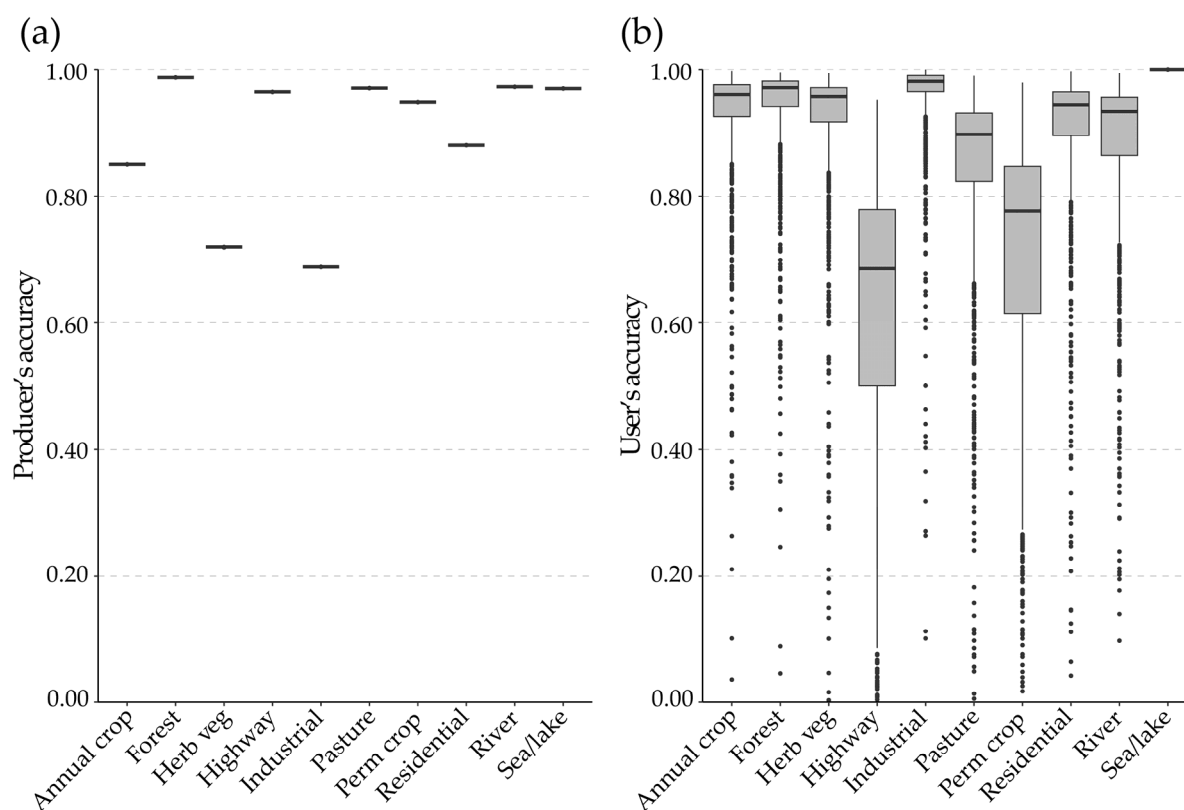 (a)
Producer's accuracy
1.00
0.80
0.60
0.40
0.20
0.00
Annual crop
Forest
Herb veg
Highway
Industrial
Pasture
Perm crop
Residential
River
Sea/lake
(b)
User's accuracy
1.00
0.80
0.60
0.40
0.20
0.00
Annual crop
Forest
Herb veg
Highway
Industrial
Pasture
Perm crop
Residential
River
Sea/lake